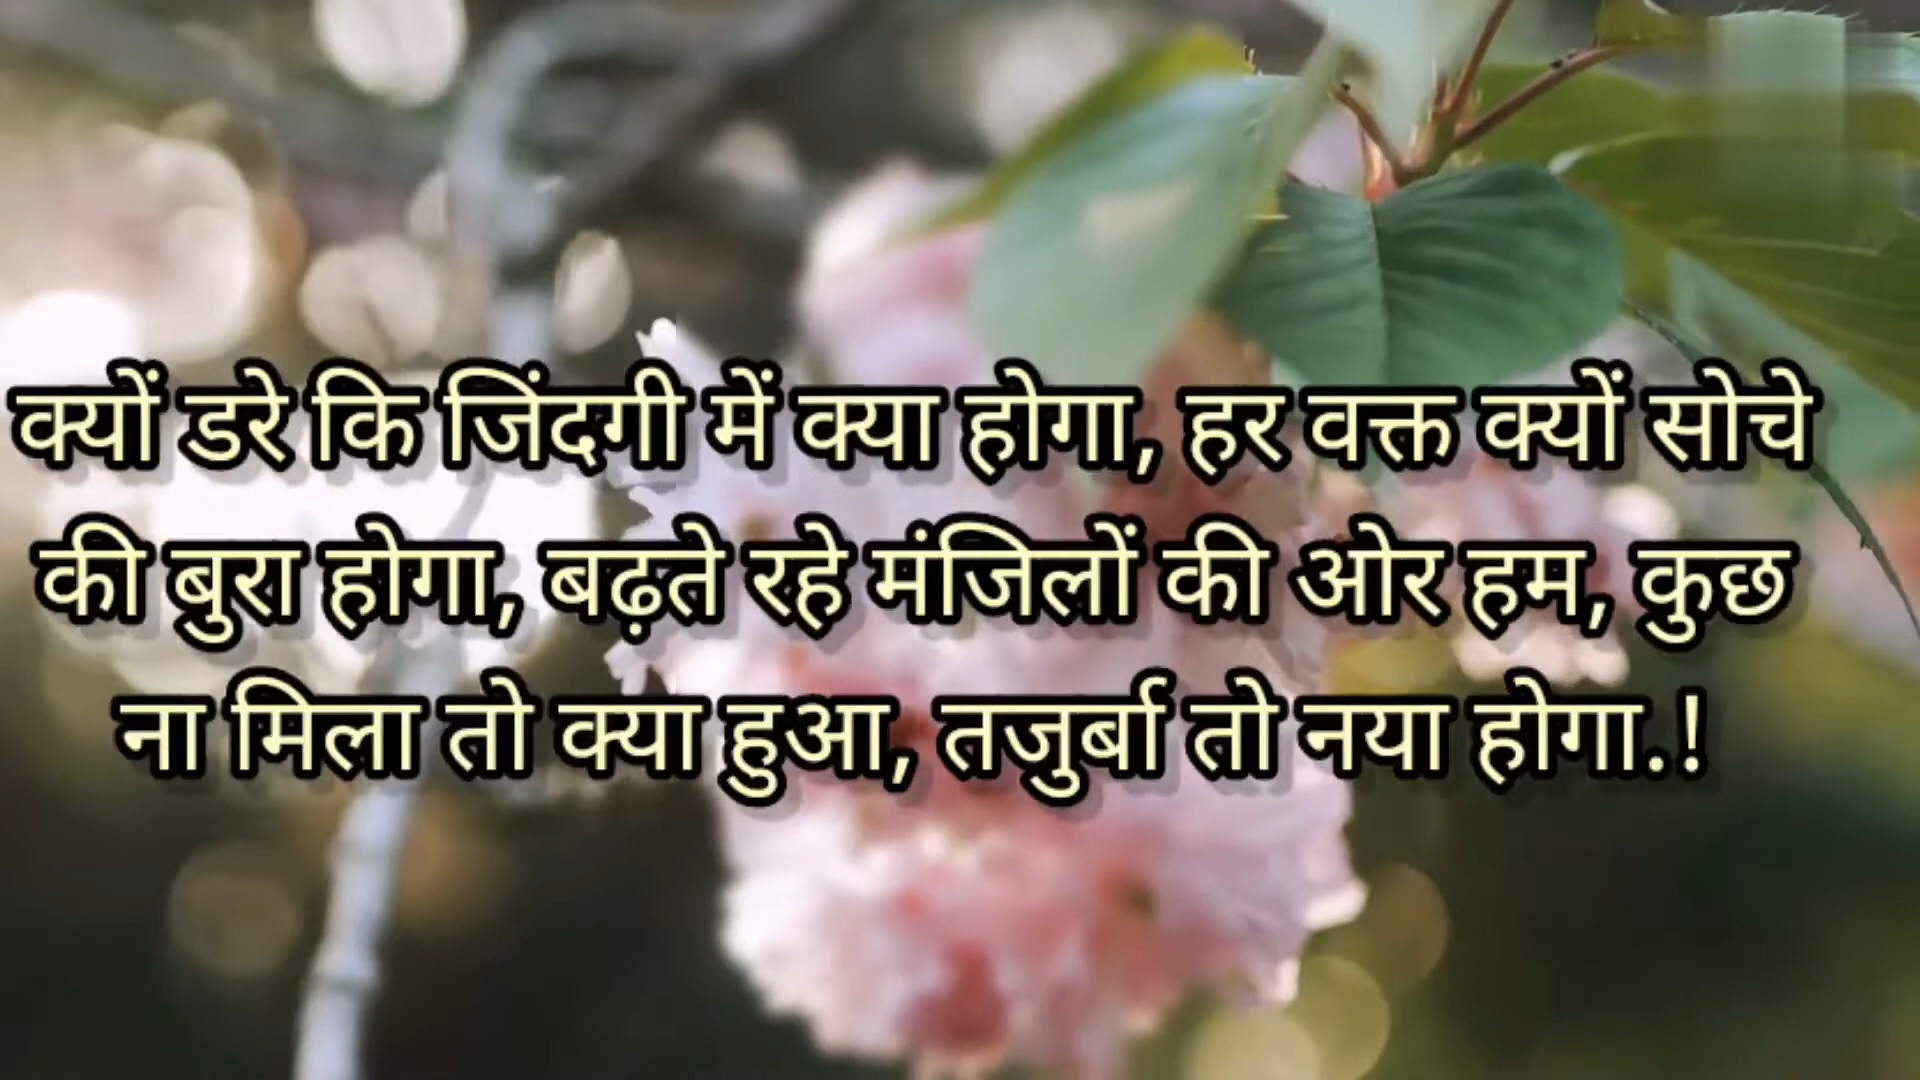 क्यों डरे कि जिंदगी में क्या होगा, हर वक्त क्यों सोचे
की बुरा होगा, बढ़ते रहे मंजिलों की ओर हम, कुछ
ना मिला तो क्या हुआ, तजुर्बा तो नया होगा.!